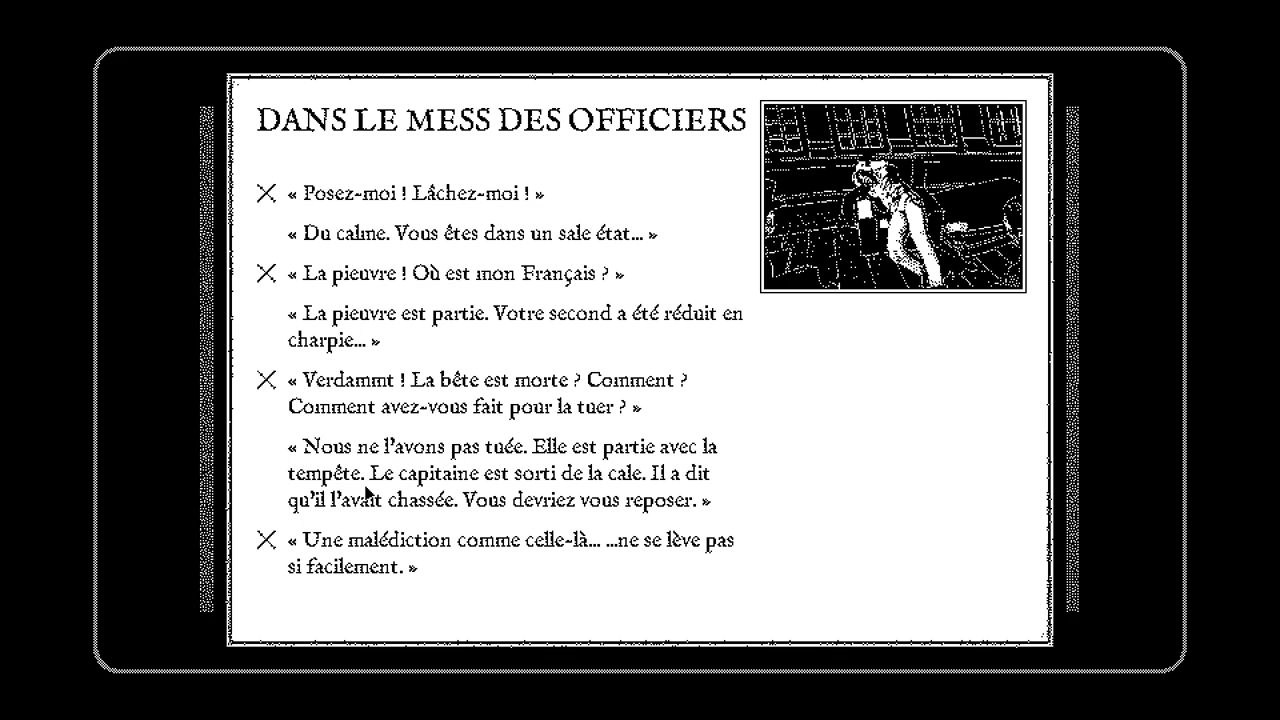 DANS LE MESS DES OFFICIERS
« Posez-moi ! Lâchez-moi ! »
« Du calme. Vous êtes dans un sale état... »
« La pieuvre ! Où est mon Français ? »
« La pieuvre est partie. Votre second a été réduit en
charpie... »
« Verdammt ! La bête est morte ? Comment ?
Comment avez-vous fait pour la tuer ? »
« Nous ne l'avons pas tuée. Elle est partie avec la
tempête. Le capitaine est sorti de la cale. Il a dit
qu'il l'avait chassée. Vous devriez vous reposer. »
« Une malédiction comme celle-là... ...ne se lève pas
si facilement. »